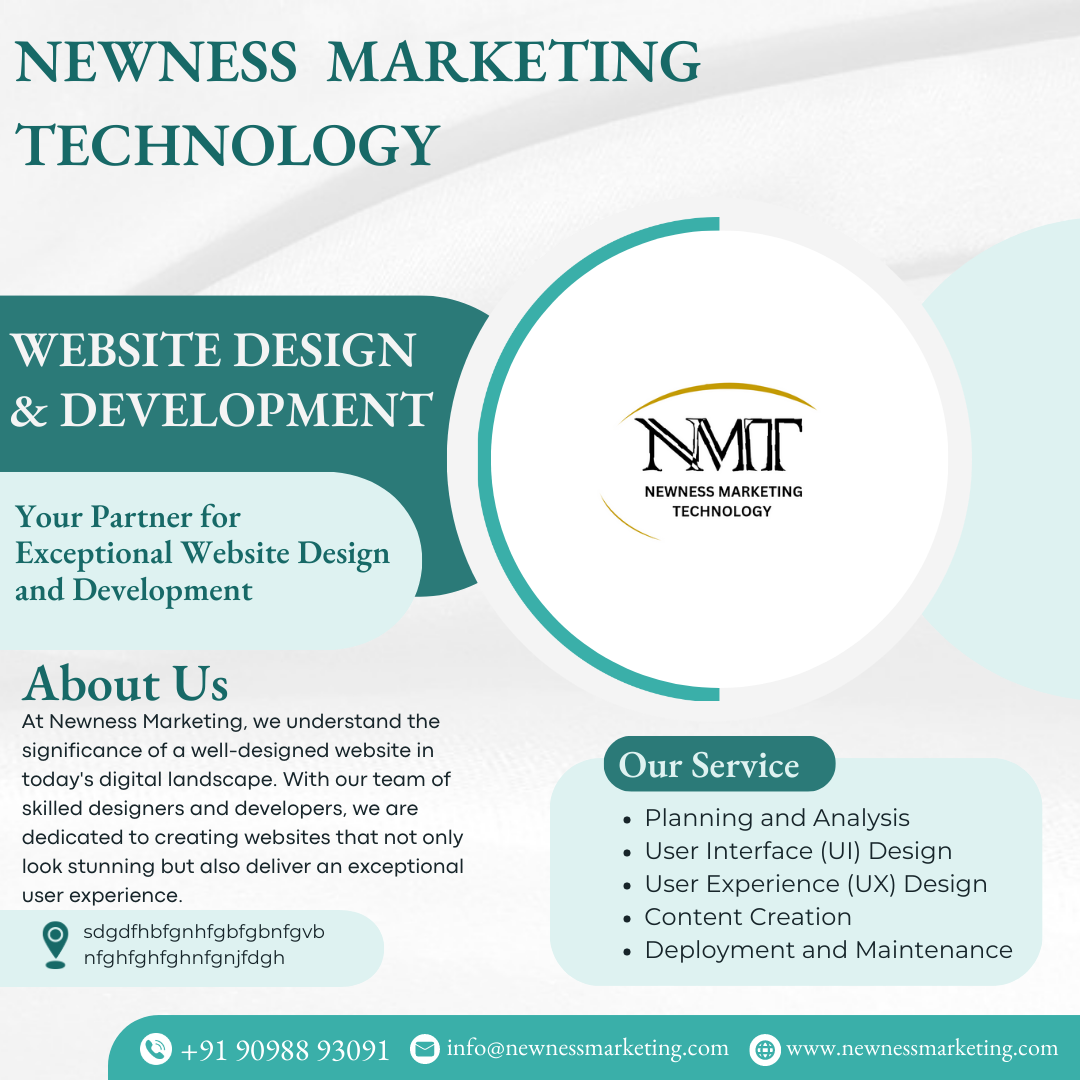 NEWNESS MARKETING
TECHNOLOGY
WEBSITE DESIGN
& DEVELOPMENT
Your Partner for
Exceptional Website Design
and Development
NMT
NEWNESS MARKETING
TECHNOLOGY
About Us
At Newness Marketing, we understand the
significance of a well-designed website in
today's digital landscape. With our team of
skilled designers and developers, we are
dedicated to creating websites that not only
look stunning but also deliver an exceptional
user experience.
sdgdfhbfgnhfgbfgbnfgvb
nfghfghfghnfgnjfdgh
Our Service
• Planning and Analysis
• User Interface (UI) Design
• User Experience (UX) Design
• Content Creation
• Deployment and Maintenance
+91 90988 93091
info@newnessmarketing.com
www.newnessmarketing.com